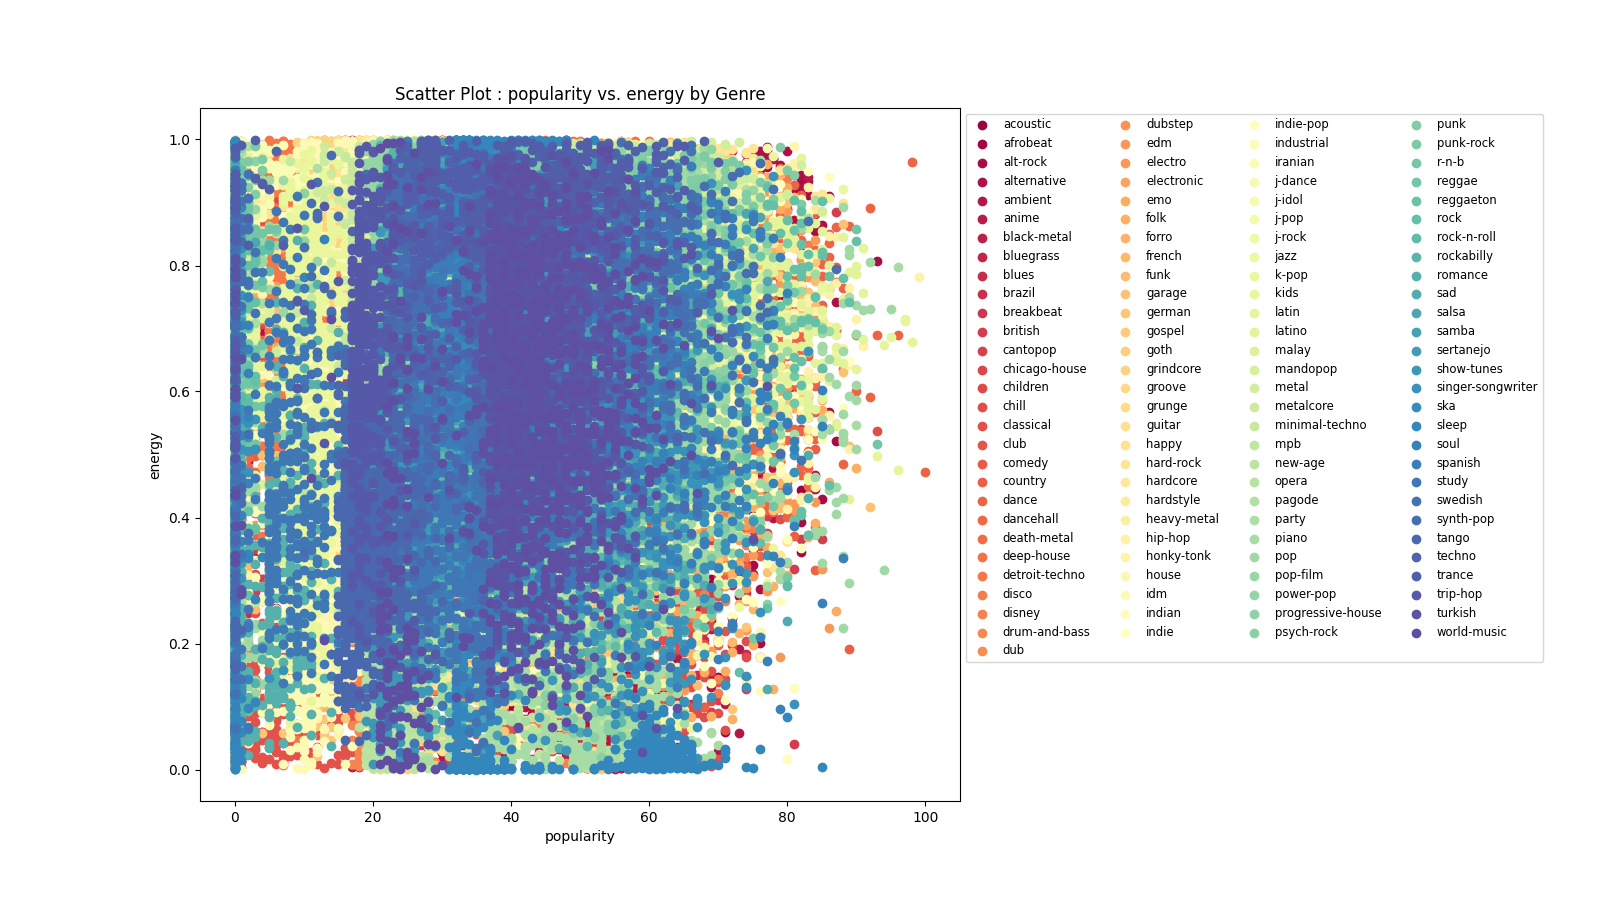 Scatter Plot : popularity vs. energy by Genre
1.0
0.8
0.6
0.4
0.2
0.0
energy
0
20
40
60
80
100
popularity
acoustic
afrobeat
alt-rock
alternative
ambient
anime
black-metal
bluegrass
blues
brazil
breakbeat
british
cantopop
chicago-house
children
chill
classical
club
comedy
country
dance
dancehall
death-metal
deep-house
detroit-techno
disco
disney
drum-and-bass
dub
dubstep
edm
electro
electronic
emo
folk
forro
french
funk
garage
german
gospel
goth
grindcore
groove
grunge
guitar
happy
hard-rock
hardcore
hardstyle
heavy-metal
hip-hop
honky-tonk
house
idm
indian
indie
indie-pop
industrial
iranian
j-dance
j-idol
j-pop
j-rock
jazz
k-pop
kids
latin
latino
malay
mandopop
metal
metalcore
minimal-techno
mpb
new-age
opera
pagode
party
piano
pop
pop-film
power-pop
progressive-house
psych-rock
punk
punk-rock
r-n-b
reggae
reggaeton
rock
rock-n-roll
rockabilly
romance
sad
salsa
samba
sertanejo
show-tunes
singer-songwriter
ska
sleep
soul
spanish
study
swedish
synth-pop
tango
techno
trance
trip-hop
turkish
world-music